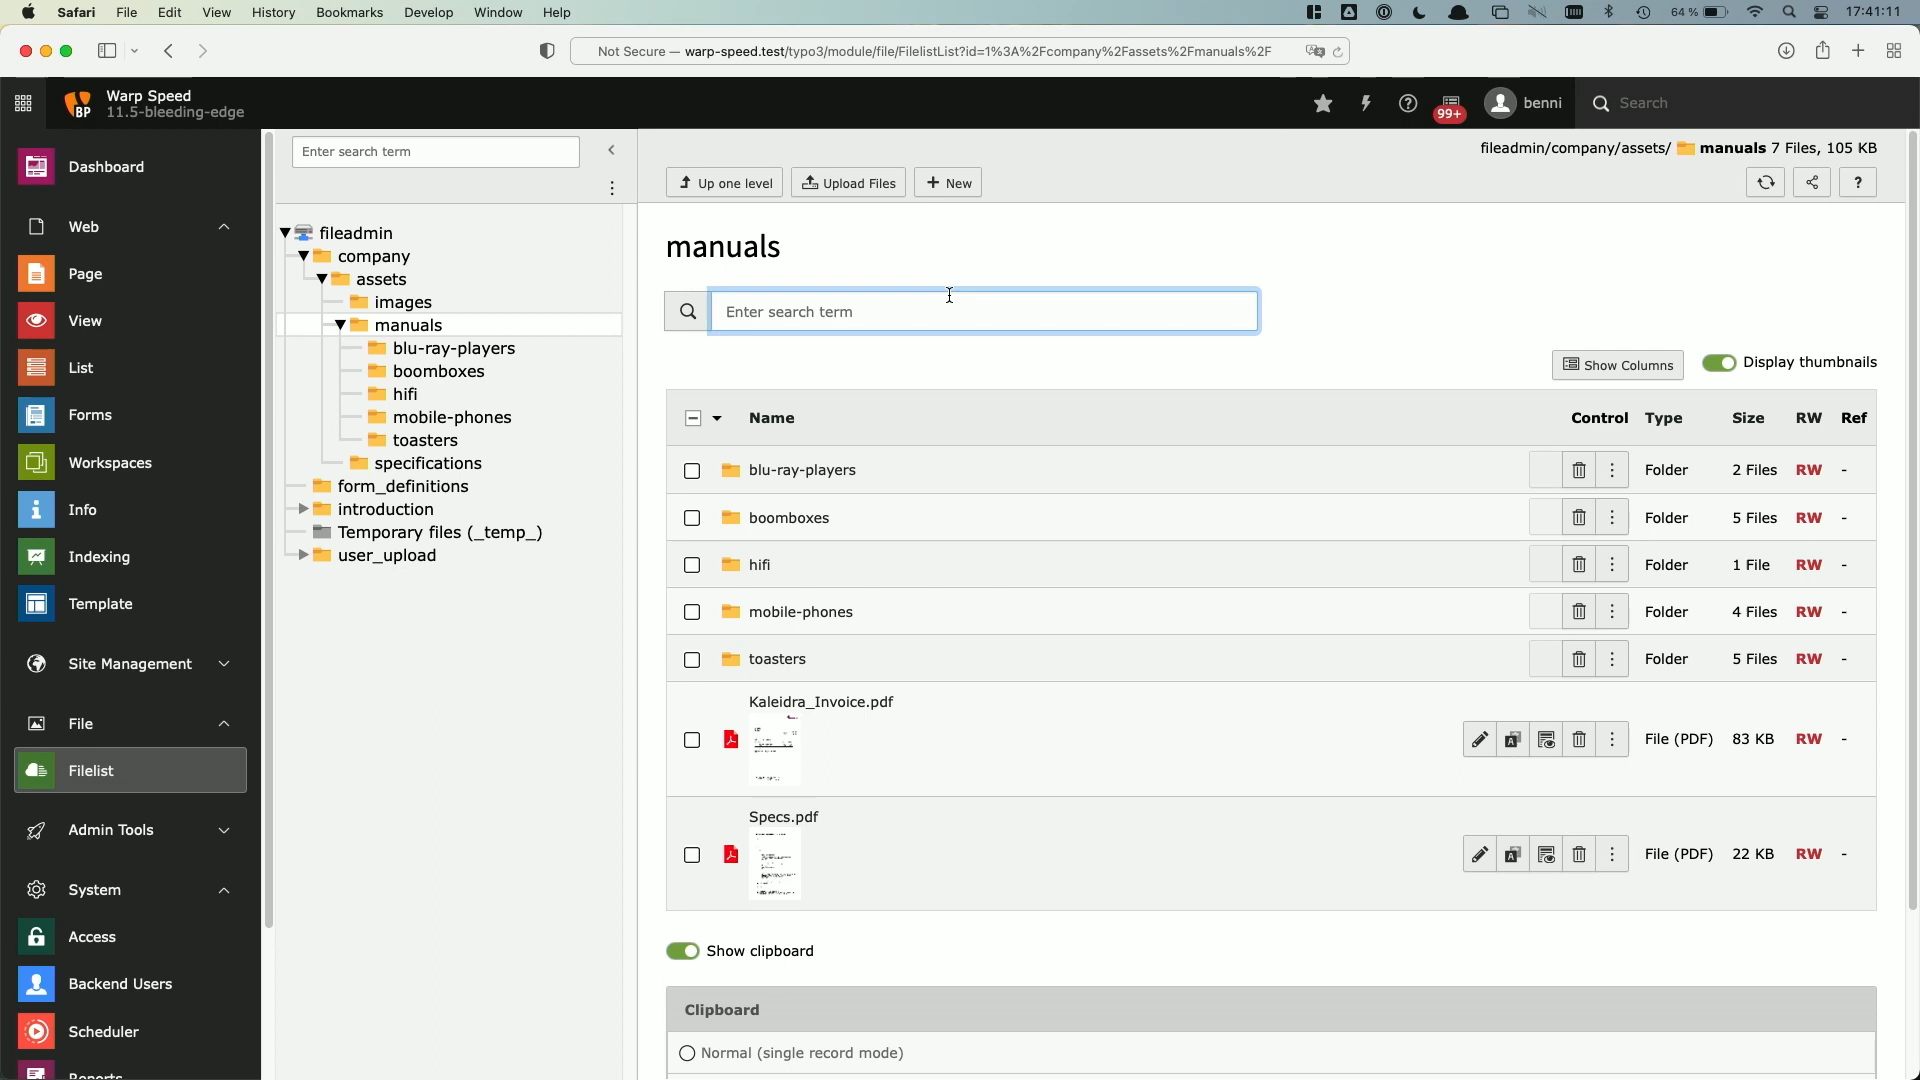 Safari File Edit View History Bookmarks Develop Window Help 64 % 17:41:11
Not Secure — warp-speed.test/typo3/module/file/FilelistList?id=1%3A%2Fcompany%2Fassets%2Fmanuals%2F
BP Warp Speed
11.5-bleeding-edge
99+ benni Search
Dashboard
Web
Page
View
List
Forms
Workspaces
Info
Indexing
Template
Site Management
File
Filelist
Admin Tools
System
Access
Backend Users
Scheduler
Reports
Enter search term
fileadmin
company
assets
images
manuals
blu-ray-players
boomboxes
hifi
mobile-phones
toasters
specifications
form_definitions
introduction
Temporary files (_temp_)
user_upload
fileadmin/company/assets/ manuals 7 Files, 105 KB
Up one level Upload Files + New ?
manuals
Enter search term
Show Columns Display thumbnails
Name Control Type Size RW Ref
blu-ray-players Folder 2 Files RW -
boomboxes Folder 5 Files RW -
hifi Folder 1 File RW -
mobile-phones Folder 4 Files RW -
toasters Folder 5 Files RW -
Kaleidra_Invoice.pdf
File (PDF) 83 KB RW -
Specs.pdf
File (PDF) 22 KB RW -
Show clipboard
Clipboard
Normal (single record mode)